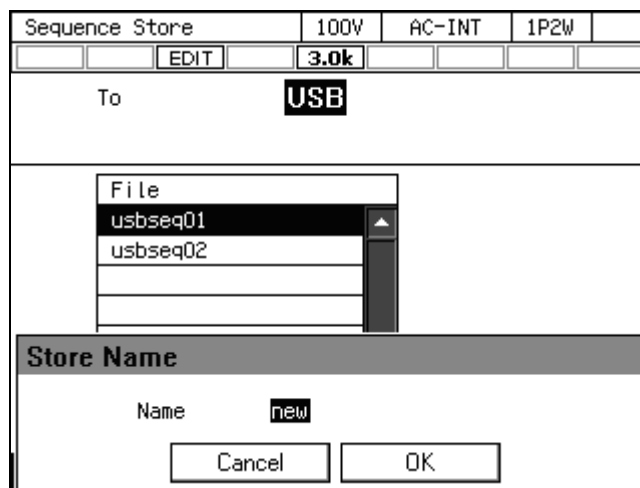 Sequence Store 100V AC-INT 1P2W
EDIT 3.0k
To USB
File
usbseq01
usbseq02
Store Name
Name new
Cancel OK